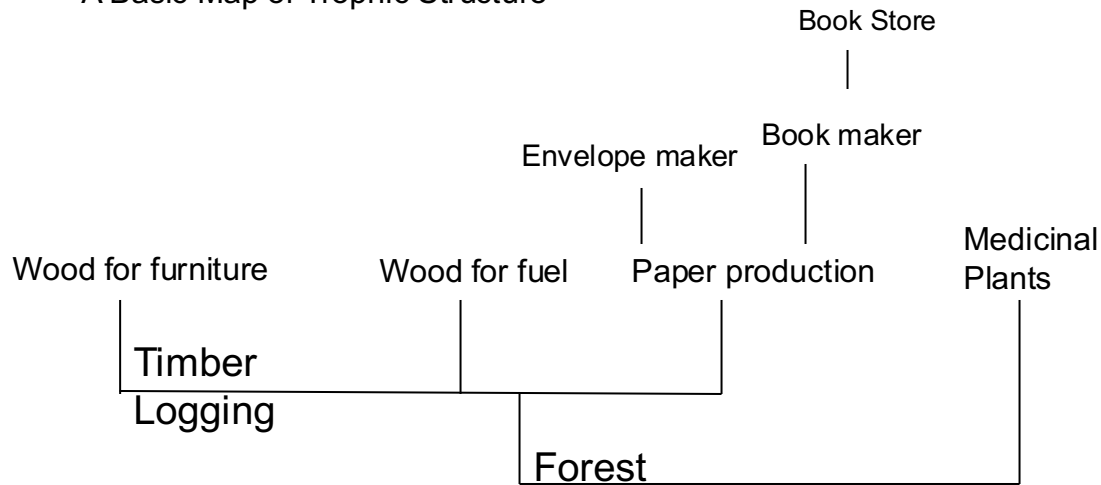 A Basic Map of Trophic Structure
Book Store
Book maker
Envelope maker
Medicinal
Plants
Wood for furniture
Wood for fuel
Paper production
Timber
Logging
Forest